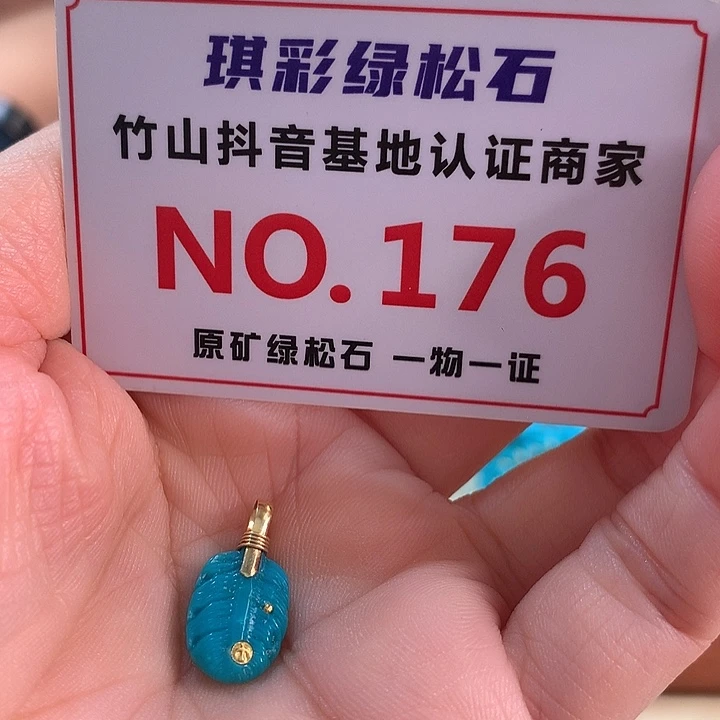 琪彩绿松石
竹山抖音基地认证商家
NO.176
原矿绿松石 一物一证